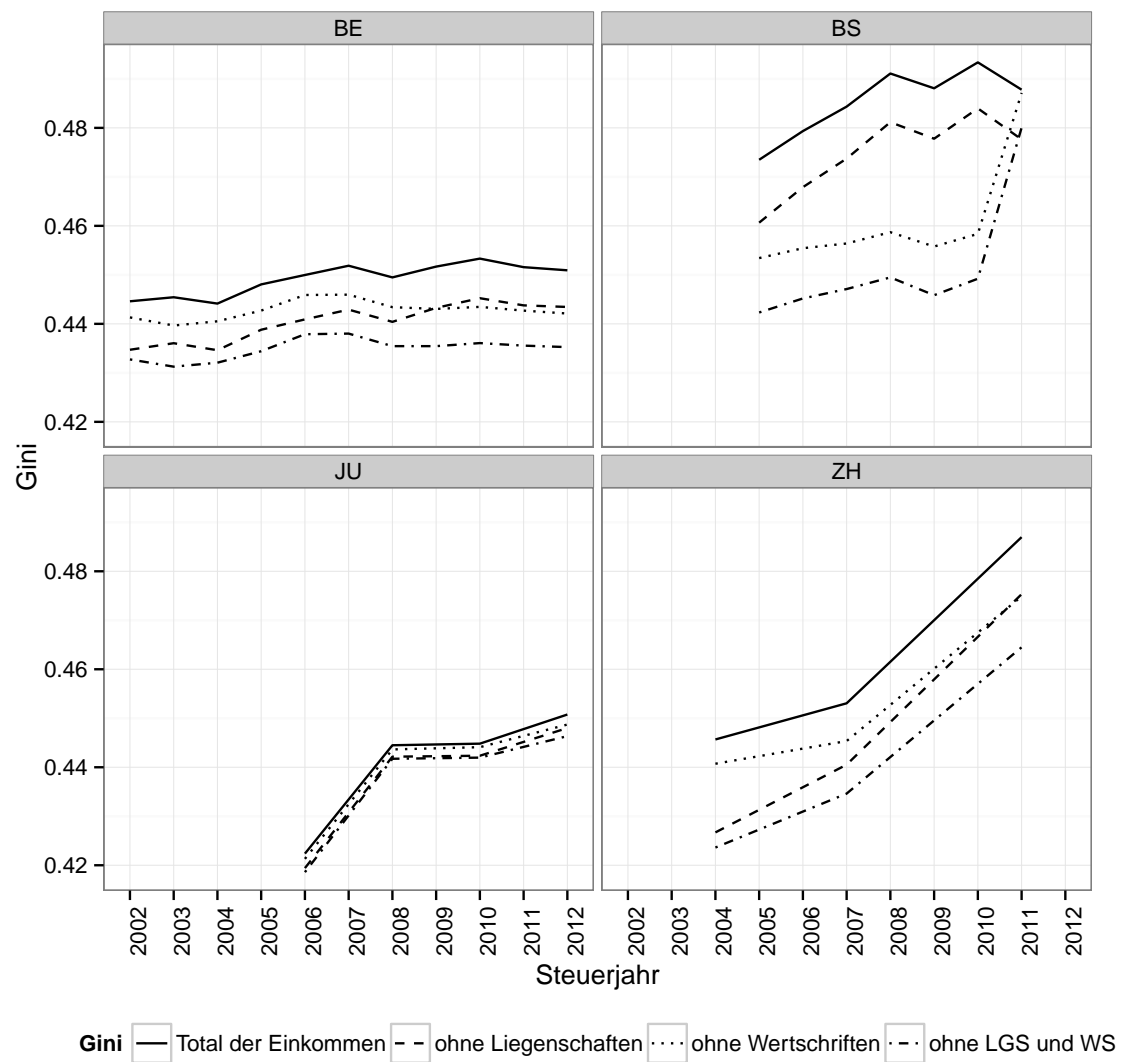 BE
BS
0.48
0.46
0.44
0.42
Gini
JU
ZH
0.48
0.46
0.44
0.42
2002 2003 2004 2005 2006 2007 2008 2009 2010 2011 2012
2002 2003 2004 2005 2006 2007 2008 2009 2010 2011 2012
Steuerjahr
Gini Total der Einkommen ohne Liegenschaften ohne Wertschriften ohne LGS und WS